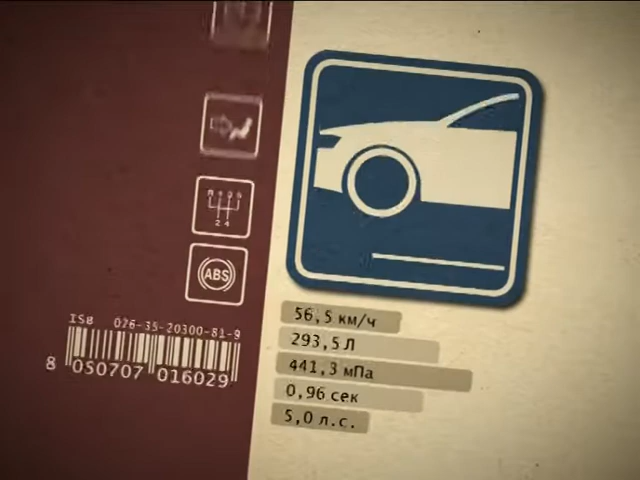 R 1 3 5
2 4
ABS
ISB 026-35-20300-81-9
8 050707 016029
56,5 км/ч
293,5 Л
441,3 мПа
0,96 сек
5,0 л.с.